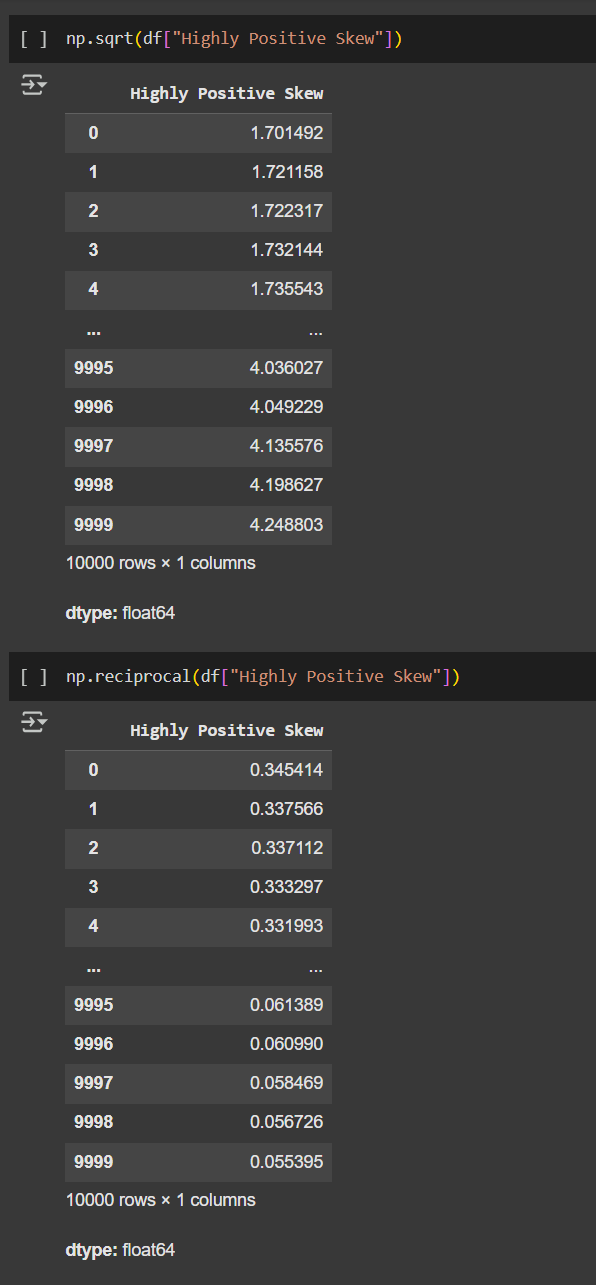 [ ] np.sqrt(df["Highly Positive Skew"])
Highly Positive Skew
0 1.701492
1 1.721158
2 1.722317
3 1.732144
4 1.735543
... ...
9995 4.036027
9996 4.049229
9997 4.135576
9998 4.198627
9999 4.248803
10000 rows × 1 columns
dtype: float64
[ ] np.reciprocal(df["Highly Positive Skew"])
Highly Positive Skew
0 0.345414
1 0.337566
2 0.337112
3 0.333297
4 0.331993
... ...
9995 0.061389
9996 0.060990
9997 0.058469
9998 0.056726
9999 0.055395
10000 rows × 1 columns
dtype: float64